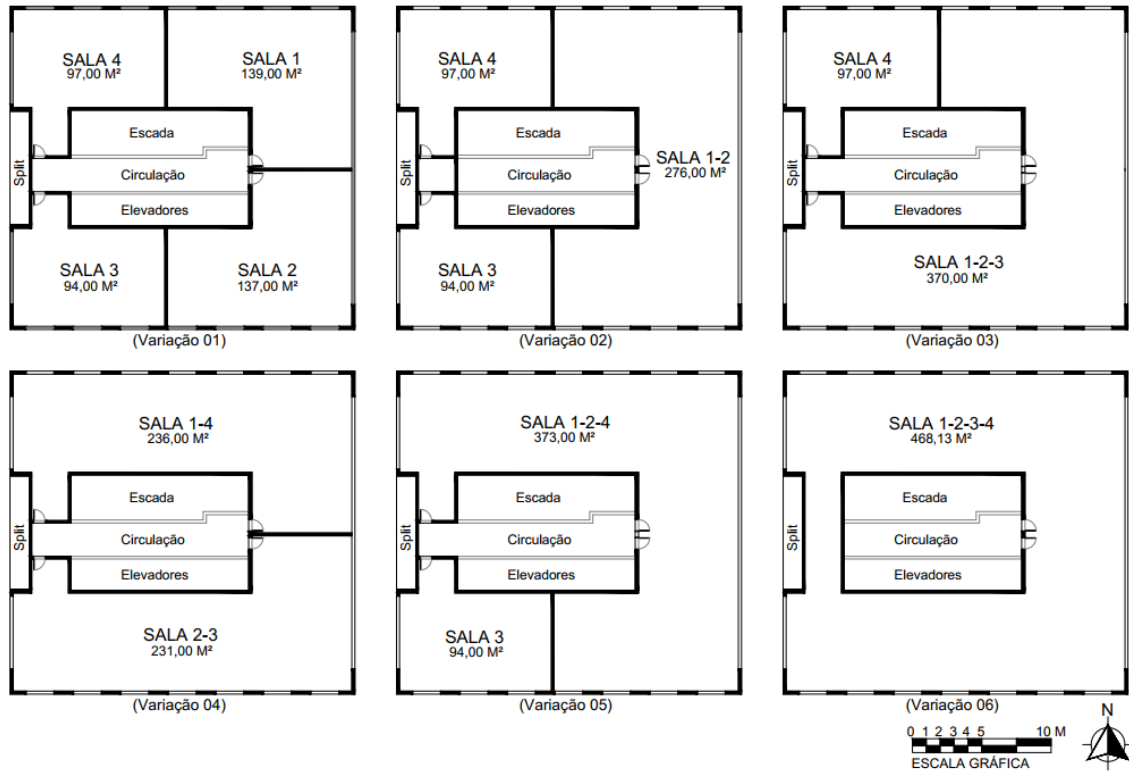 SALA 4
97,00 M²
SALA 1
139,00 M²
Escada
Split
Circulação
Elevadores
SALA 3
94,00 M²
SALA 2
137,00 M²
(Variação 01)
SALA 4
97,00 M²
Escada
SALA 1-2
276,00 M²
Split
Circulação
Elevadores
SALA 3
94,00 M²
(Variação 02)
SALA 4
97,00 M²
Escada
Split
Circulação
Elevadores
SALA 1-2-3
370,00 M²
(Variação 03)
SALA 1-4
236,00 M²
Escada
Split
Circulação
Elevadores
SALA 2-3
231,00 M²
(Variação 04)
SALA 1-2-4
373,00 M²
Escada
Split
Circulação
Elevadores
SALA 3
94,00 M²
(Variação 05)
SALA 1-2-3-4
468,13 M²
Escada
Split
Circulação
Elevadores
(Variação 06)
0 1 2 3 4 5 10 M
ESCALA GRÁFICA
N